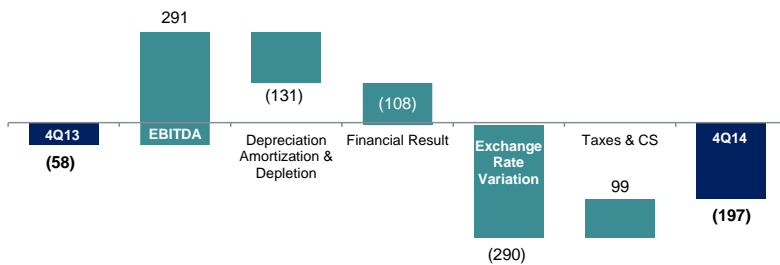 291
(131)
(108)
4Q13
EBITDA
Depreciation
Amortization &
Depletion
Financial Result
Exchange
Rate
Variation
Taxes & CS
4Q14
(58)
99
(197)
(290)